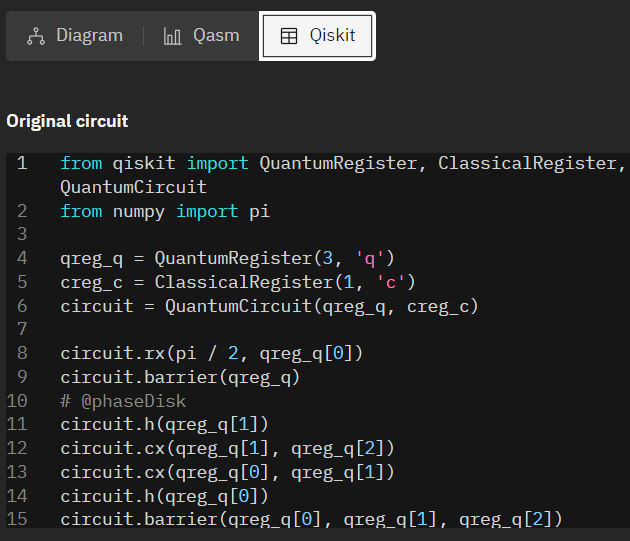 Diagram Qasm Qiskit
Original circuit
1 from qiskit import QuantumRegister, ClassicalRegister,
QuantumCircuit
2 from numpy import pi
3
4 qreg_q = QuantumRegister(3, 'q')
5 creg_c = ClassicalRegister(1, 'c')
6 circuit = QuantumCircuit(qreg_q, creg_c)
7
8 circuit.rx(pi / 2, qreg_q[0])
9 circuit.barrier(qreg_q)
10 # @phaseDisk
11 circuit.h(qreg_q[1])
12 circuit.cx(qreg_q[1], qreg_q[2])
13 circuit.cx(qreg_q[0], qreg_q[1])
14 circuit.h(qreg_q[0])
15 circuit.barrier(qreg_q[0], qreg_q[1], qreg_q[2])